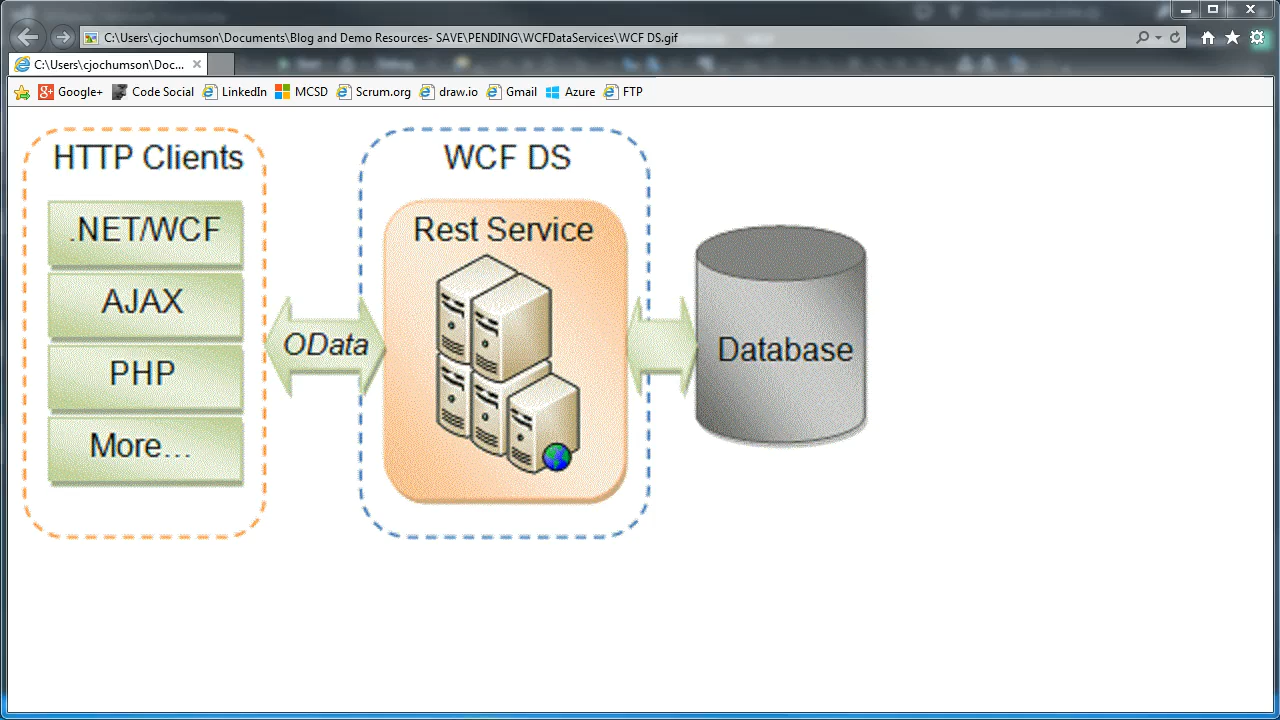 C:\Users\cjochumson\Documents\Blog and Demo Resources- SAVE\PENDING\WCFDataServices\WCF DS.gif
C:\Users\cjochumson\Doc...
Google+ Code Social LinkedIn MCSD Scrum.org draw.io Gmail Azure FTP
HTTP Clients
.NET/WCF
AJAX
PHP
More...
OData
WCF DS
Rest Service
Database